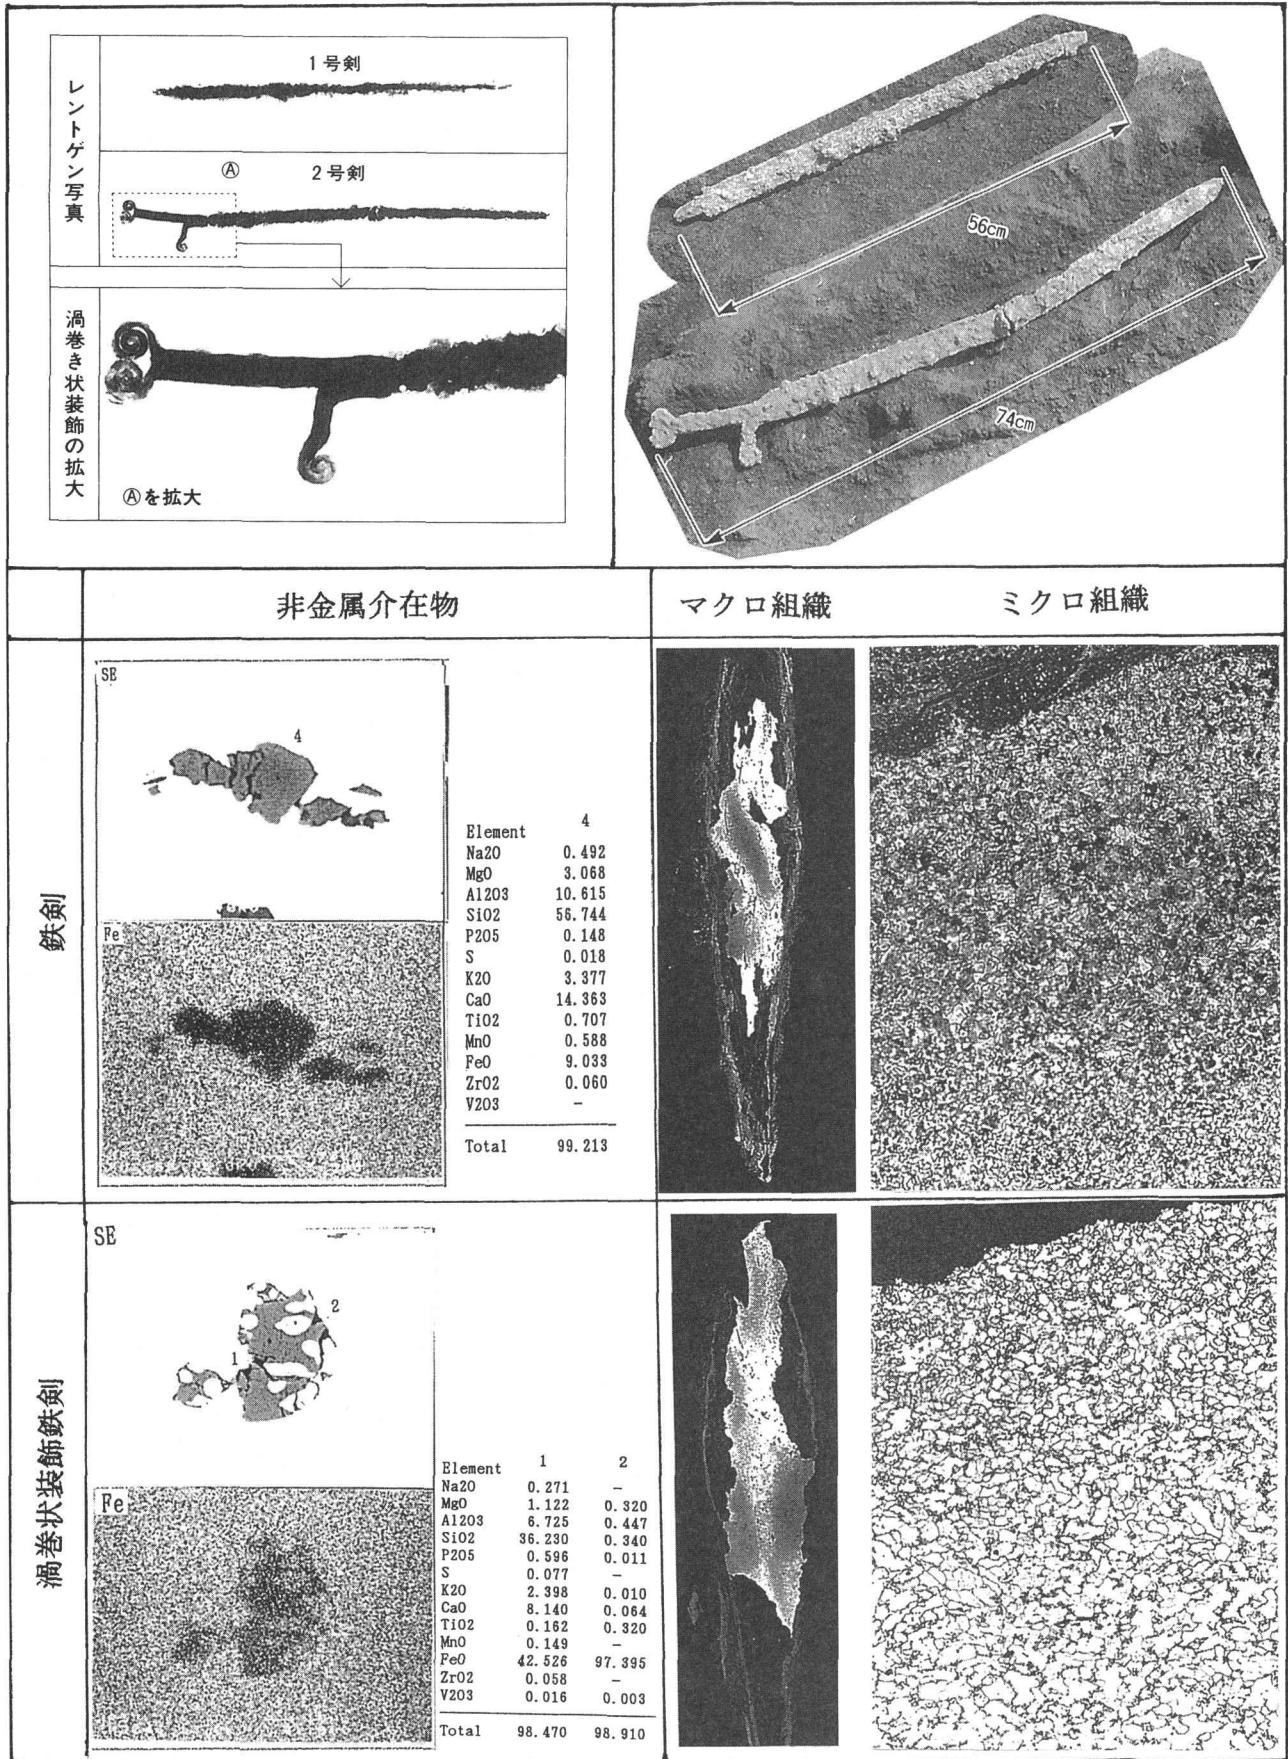 レントゲン写真
1号剣
Ⓐ 2号剣
渦巻き状装飾の拡大
Ⓐを拡大
56cm
74cm
非金属介在物 マクロ組織 ミクロ組織
鉄剣
SE
4
Fe
Element 4
Na2O 0.492
MgO 3.068
Al2O3 10.615
SiO2 56.744
P2O5 0.148
S 0.018
K2O 3.377
CaO 14.363
TiO2 0.707
MnO 0.588
FeO 9.033
ZrO2 0.060
V2O3 -
Total 99.213
渦巻状装飾鉄剣
SE
2
1
Fe
Element 1 2
Na2O 0.271 -
MgO 1.122 0.320
Al2O3 6.725 0.447
SiO2 36.230 0.340
P2O5 0.596 0.011
S 0.077 -
K2O 2.398 0.010
CaO 8.140 0.064
TiO2 0.162 0.320
MnO 0.149 -
FeO 42.526 97.395
ZrO2 0.058 -
V2O3 0.016 0.003
Total 98.470 98.910